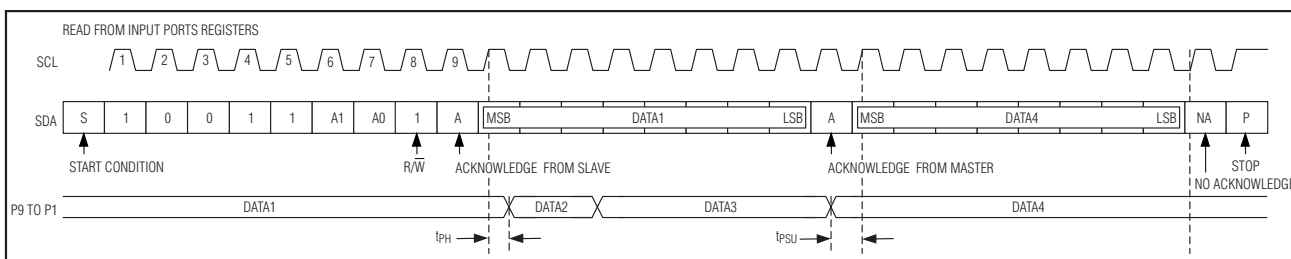 READ FROM INPUT PORTS REGISTERS
SCL 1 2 3 4 5 6 7 8 9
SDA S 1 0 0 1 1 A1 A0 1 A MSB DATA1 LSB A MSB DATA4 LSB NA P
START CONDITION R/W̅ ACKNOWLEDGE FROM SLAVE ACKNOWLEDGE FROM MASTER STOP
NO ACKNOWLEDGE
P9 TO P1 DATA1 DATA2 DATA3 DATA4
tPH tPSU